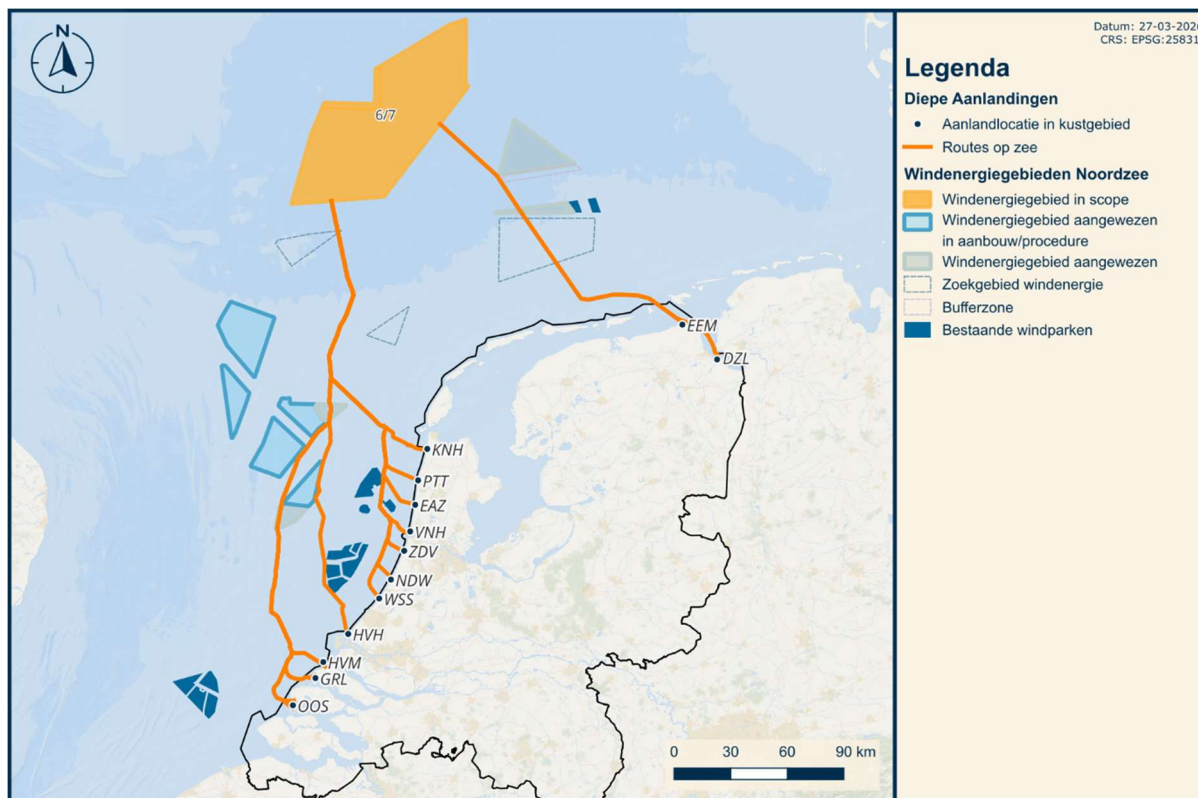 N
6/7
EEM
DZL
KNH
PTT
EAZ
VNH
ZDV
NDW
WSS
HVH
HVM
GRL
OOS
0 30 60 90 km
Datum: 27-03-2026
CRS: EPSG:25831
Legenda
Diepe Aanlandingen
Aanlandlocatie in kustgebied
Routes op zee
Windenergiegebieden Noordzee
Windenergiegebied in scope
Windenergiegebied aangewezen
in aanbouw/procedure
Windenergiegebied aangewezen
Zoekgebied windenergie
Bufferzone
Bestaande windparken